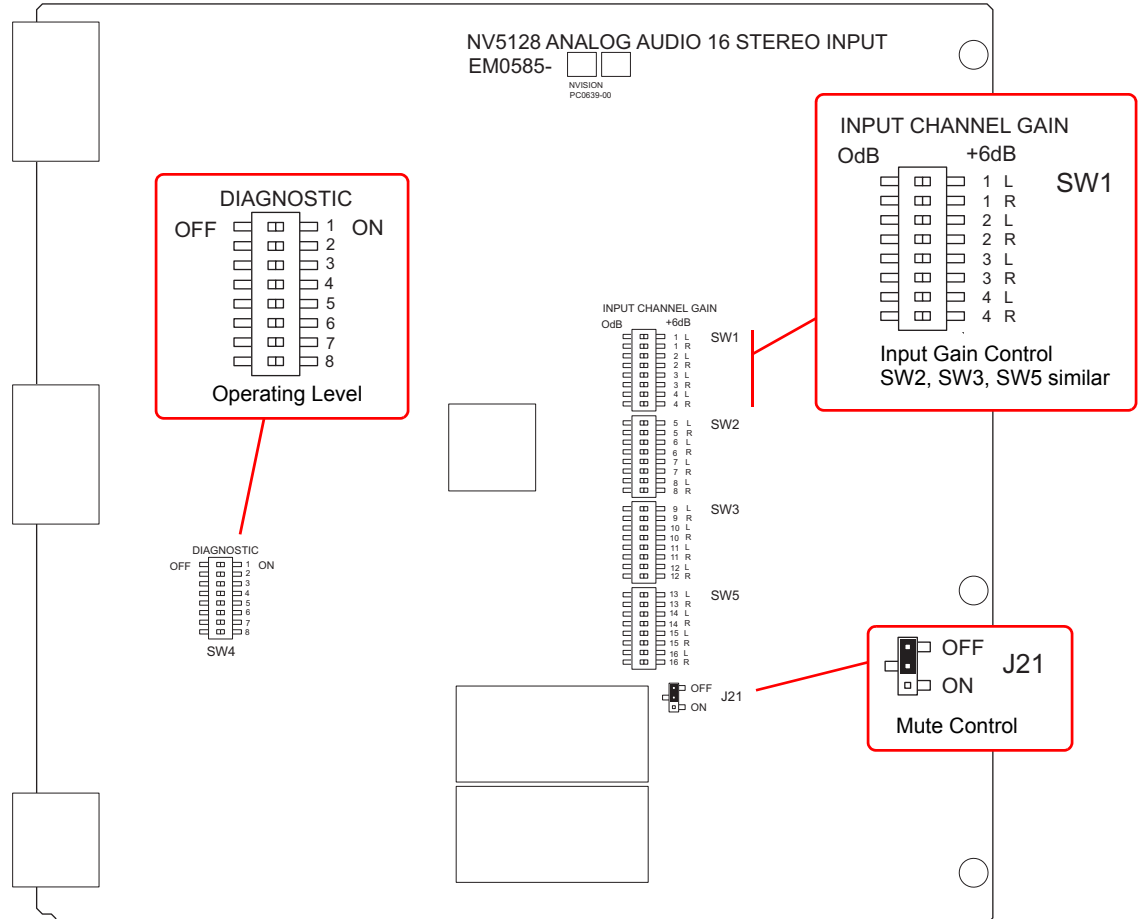 NV5128 ANALOG AUDIO 16 STEREO INPUT
EM0585-
NVISION
PC0639-00
DIAGNOSTIC
OFF 1 ON
2
3
4
5
6
7
8
Operating Level
INPUT CHANNEL GAIN
OdB +6dB
1 L SW1
1 R
2 L
2 R
3 L
3 R
4 L
4 R
Input Gain Control
SW2, SW3, SW5 similar
INPUT CHANNEL GAIN
OdB +6dB
1 L SW1
1 R
2 L
2 R
3 L
3 R
4 L
4 R
5 L SW2
5 R
6 L
6 R
7 L
7 R
8 L
8 R
9 L SW3
9 R
10 L
10 R
11 L
11 R
12 L
12 R
13 L SW5
13 R
14 L
14 R
15 L
15 R
16 L
16 R
DIAGNOSTIC
OFF 1 ON
2
3
4
5
6
7
8
SW4
OFF
J21
ON
OFF
J21
ON
Mute Control